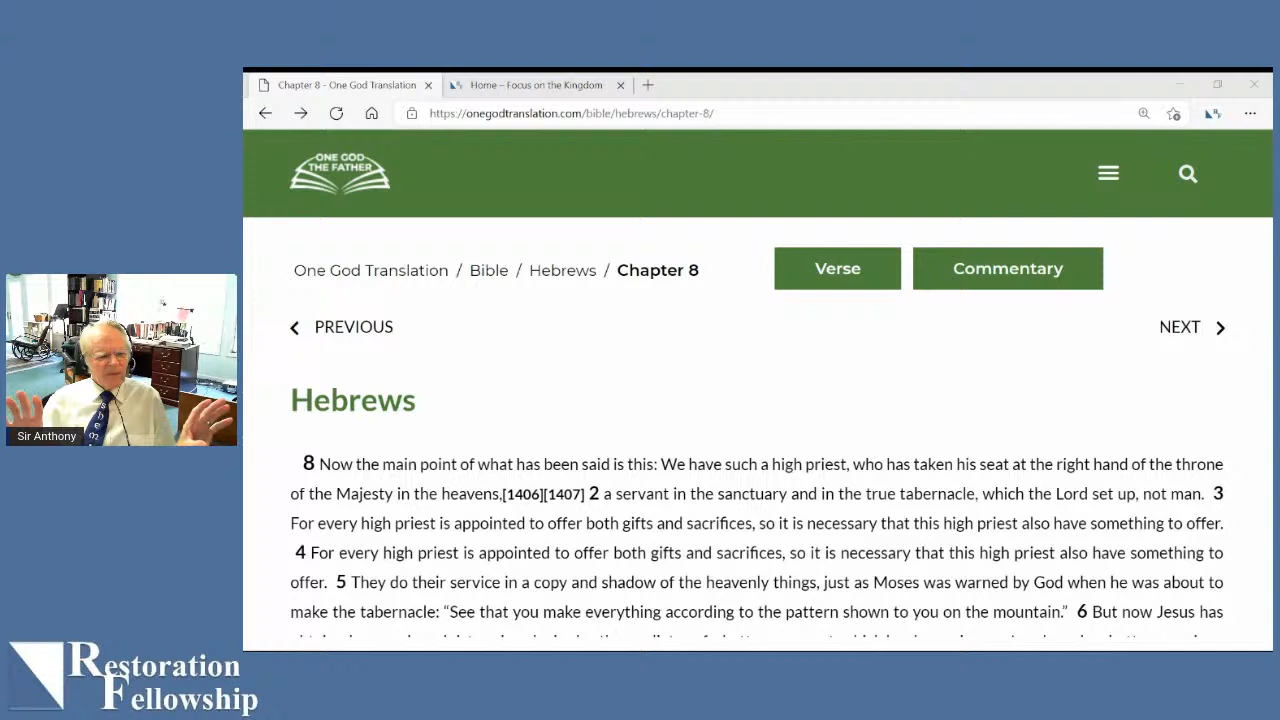 Chapter 8 - One God Translation
Home – Focus on the Kingdom
https://onegodtranslation.com/bible/hebrews/chapter-8/
ONE GOD
THE FATHER
One God Translation / Bible / Hebrews / Chapter 8
Verse
Commentary
PREVIOUS
NEXT
Hebrews
8 Now the main point of what has been said is this: We have such a high priest, who has taken his seat at the right hand of the throne
of the Majesty in the heavens,[1406][1407] 2 a servant in the sanctuary and in the true tabernacle, which the Lord set up, not man. 3
For every high priest is appointed to offer both gifts and sacrifices, so it is necessary that this high priest also have something to offer.
4 For every high priest is appointed to offer both gifts and sacrifices, so it is necessary that this high priest also have something to
offer. 5 They do their service in a copy and shadow of the heavenly things, just as Moses was warned by God when he was about to
make the tabernacle: “See that you make everything according to the pattern shown to you on the mountain.” 6 But now Jesus has
shem
Sir Anthony
Restoration
Fellowship